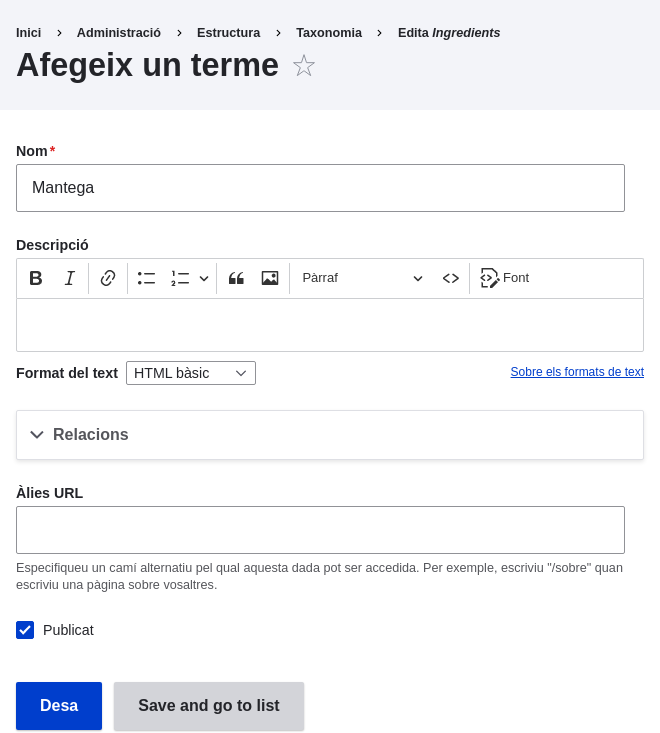 Inici Administració Estructura Taxonomia Edita Ingredients
Afegeix un terme
Nom*
Mantega
Descripció
B I Pàrraf Font
Format del text HTML bàsic Sobre els formats de text
Relacions
Àlies URL
Especifiqueu un camí alternatiu pel qual aquesta dada pot ser accedida. Per exemple, escriviu "/sobre" quan
escriviu una pàgina sobre vosaltres.
Publicat
Desa Save and go to list